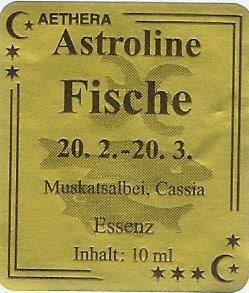 AETHERA
Astroline
Fische
20. 2.-20. 3.
Muskatsalbei, Cassia
Essenz
Inhalt: 10 ml